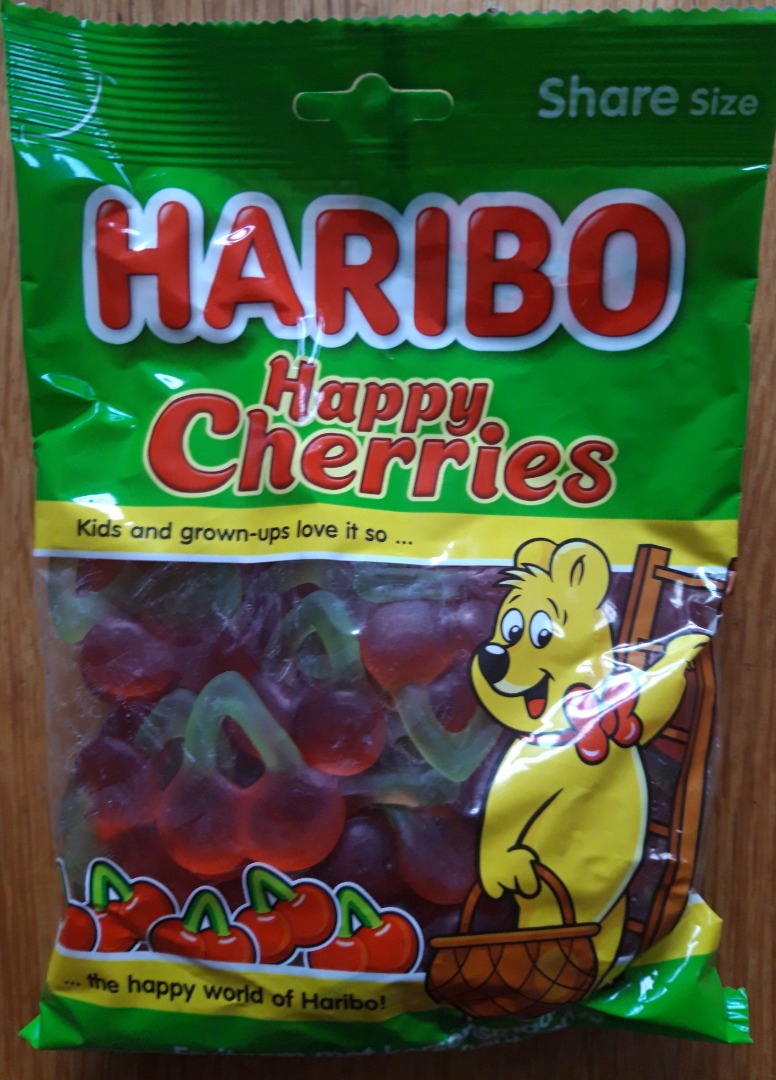 Share Size
HARIBO
Happy
Cherries
Kids and grown-ups love it so ...
... the happy world of Haribo!